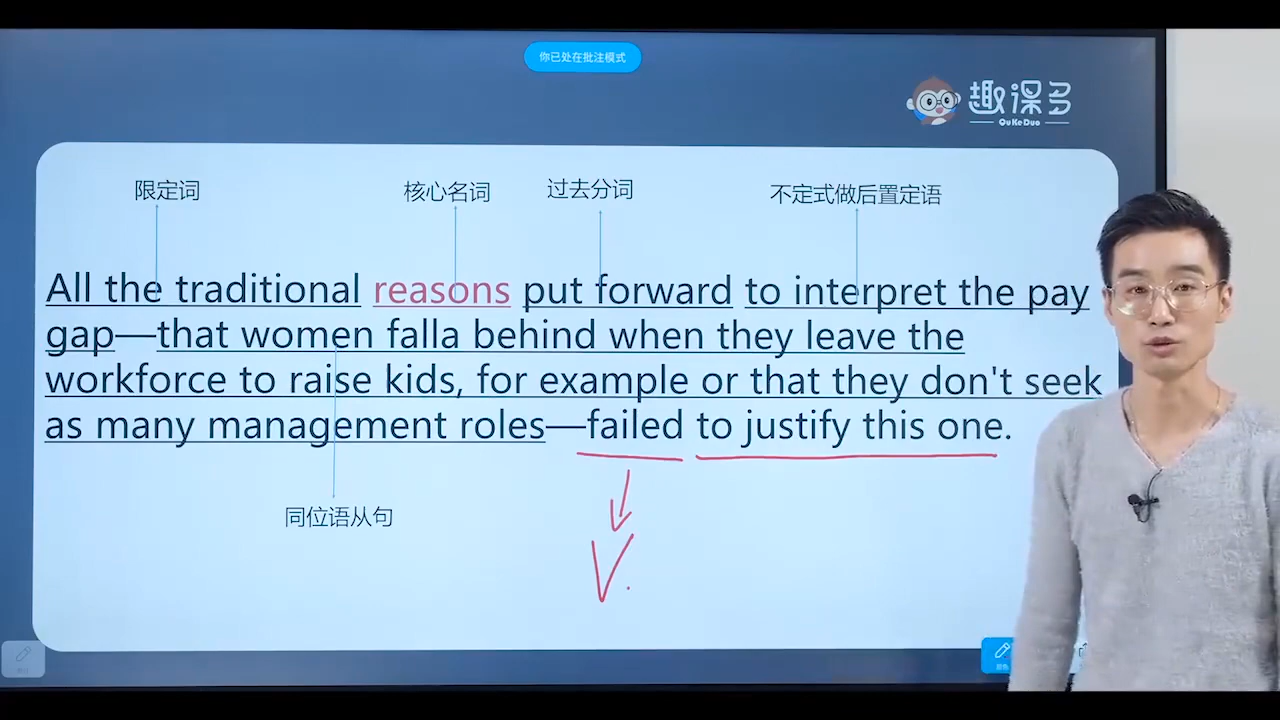 你已处在批注模式
趣课多
QuKeDuo
限定词
核心名词
过去分词
不定式做后置定语
All the traditional reasons put forward to interpret the pay
gap—that women falla behind when they leave the
workforce to raise kids, for example or that they don't seek
as many management roles—failed to justify this one.
同位语从句
V.